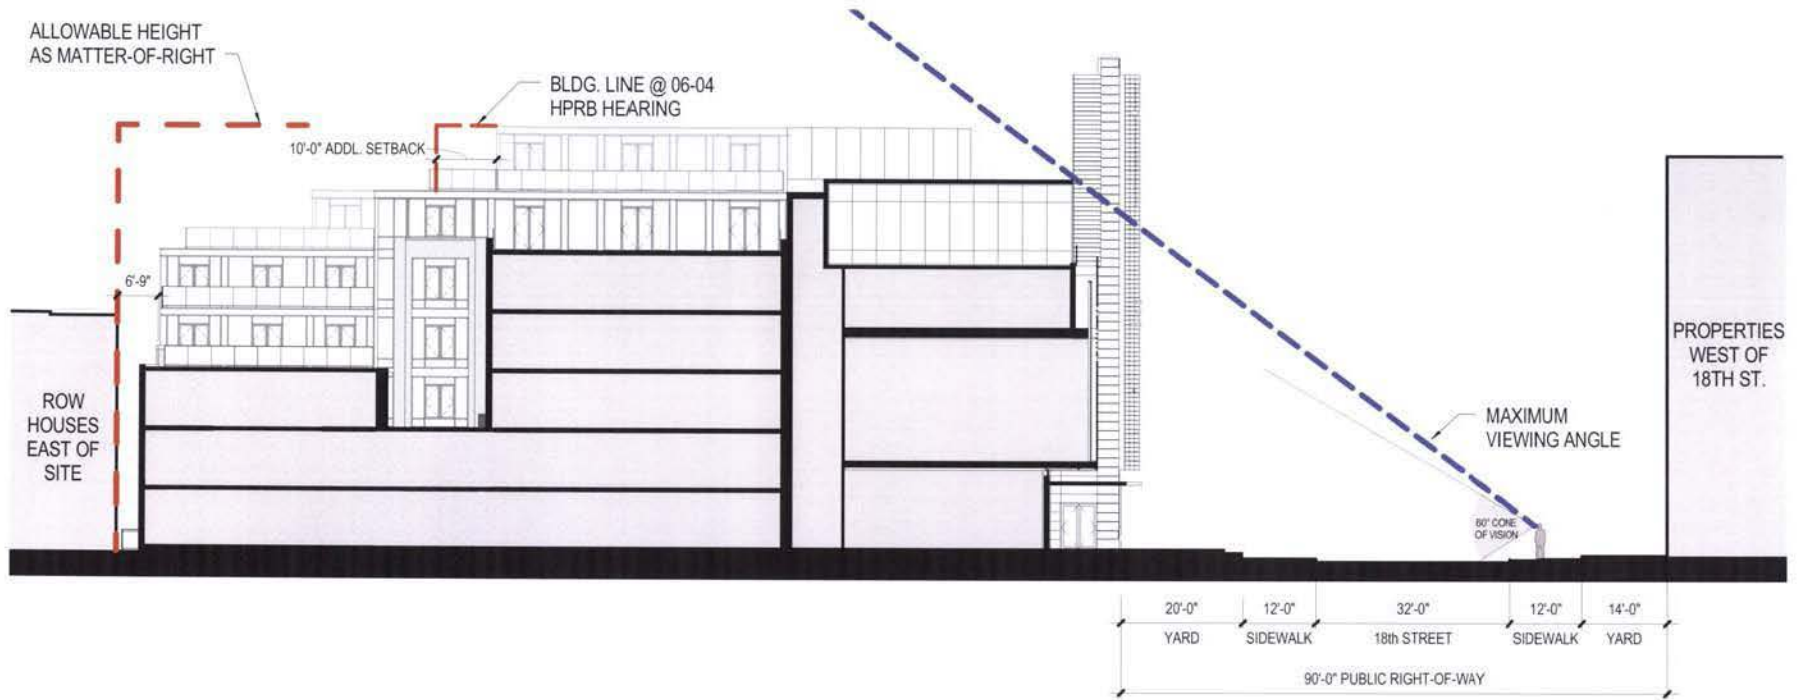 ALLOWABLE HEIGHT
AS MATTER-OF-RIGHT
BLDG. LINE @ 06-04
HPRB HEARING
10'-0" ADDL. SETBACK
6'-9"
ROW
HOUSES
EAST OF
SITE
PROPERTIES
WEST OF
18TH ST.
MAXIMUM
VIEWING ANGLE
60° CONE
OF VISION
20'-0"
12'-0"
32'-0"
12'-0"
14'-0"
YARD
SIDEWALK
18th STREET
SIDEWALK
YARD
90'-0" PUBLIC RIGHT-OF-WAY